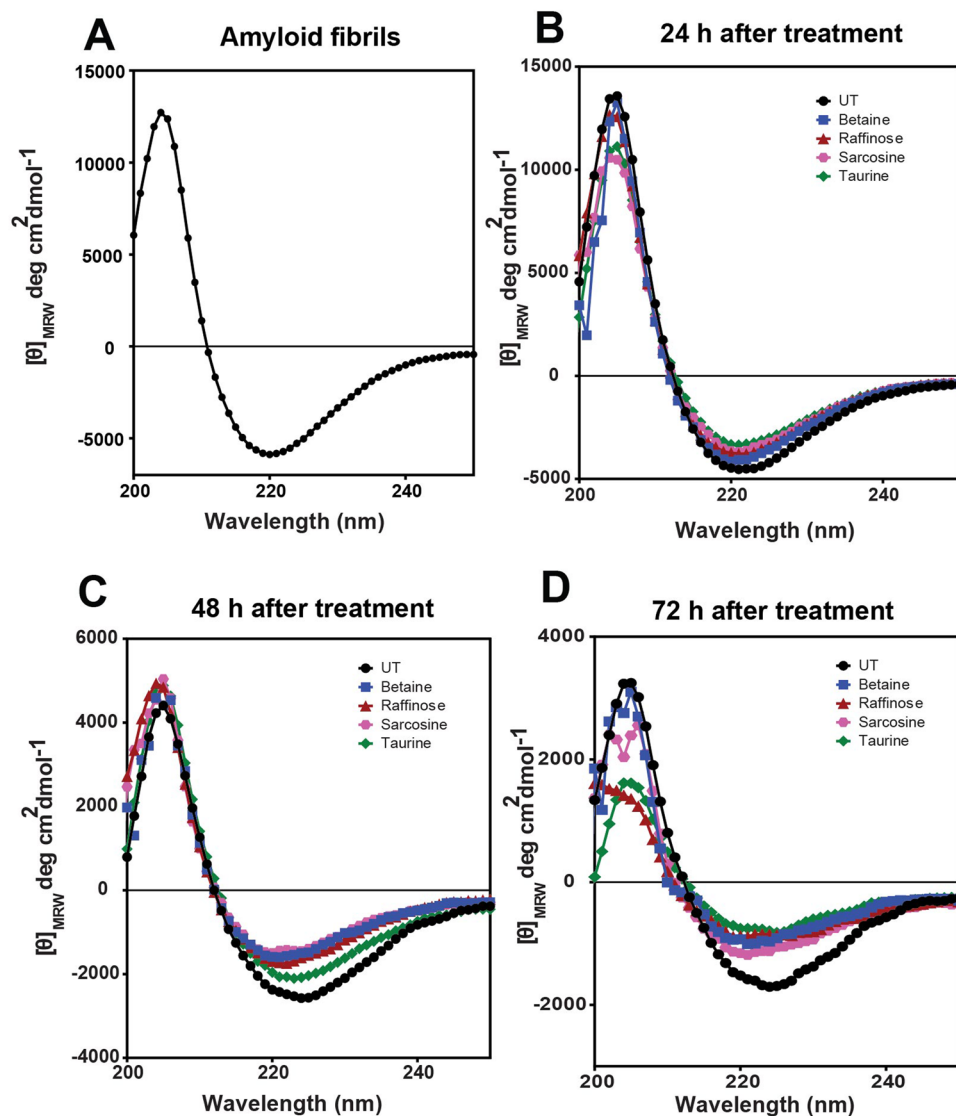 A
Amyloid fibrils
15000
10000
5000
0
-5000
200
220
240
[θ]MRW deg cm2dmol-1
Wavelength (nm)
B
24 h after treatment
15000
10000
5000
0
-5000
200
220
240
[θ]MRW deg cm2dmol-1
Wavelength (nm)
UT
Betaine
Raffinose
Sarcosine
Taurine
C
48 h after treatment
6000
4000
2000
0
-2000
-4000
200
220
240
[θ]MRW deg cm2dmol-1
Wavelength (nm)
UT
Betaine
Raffinose
Sarcosine
Taurine
D
72 h after treatment
4000
2000
0
-2000
200
220
240
[θ]MRW deg cm2dmol-1
Wavelength (nm)
UT
Betaine
Raffinose
Sarcosine
Taurine